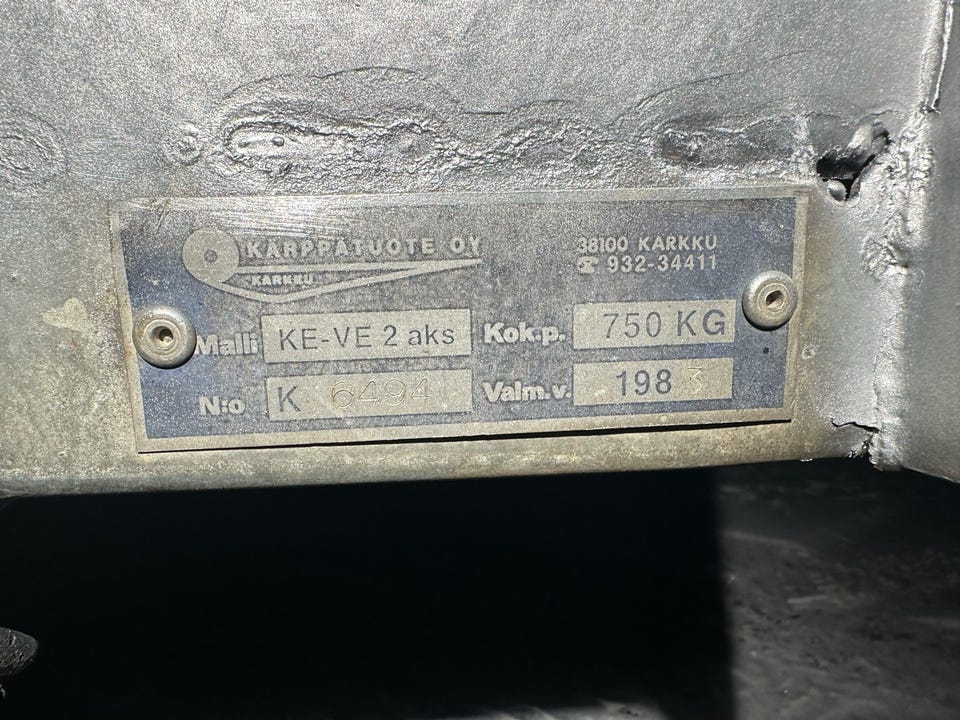 KÄRPPÄTUOTE OY
KARKKU
38100 KARKKU
☎ 932-34411
Malli KE-VE 2 aks
Kok.p. 750 KG
N:o K 6494
Valm.v. 1983